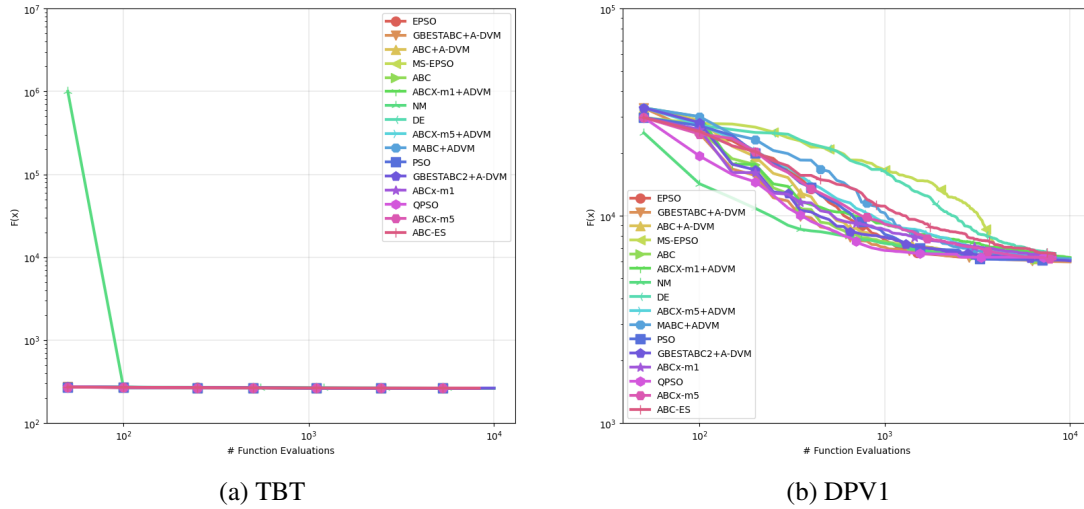 10^7
10^6
10^5
10^4
10^3
10^2
F(x)
10^2
10^3
10^4
# Function Evaluations
EPSO
GBESTABC+A-DVM
ABC+A-DVM
MS-EPSO
ABC
ABCX-m1+ADVM
NM
DE
ABCX-m5+ADVM
MABC+ADVM
PSO
GBESTABC2+A-DVM
ABCx-m1
QPSO
ABCx-m5
ABC-ES
(a) TBT
10^5
10^4
10^3
F(x)
10^2
10^3
10^4
# Function Evaluations
EPSO
GBESTABC+A-DVM
ABC+A-DVM
MS-EPSO
ABC
ABCX-m1+ADVM
NM
DE
ABCX-m5+ADVM
MABC+ADVM
PSO
GBESTABC2+A-DVM
ABCx-m1
QPSO
ABCx-m5
ABC-ES
(b) DPV1